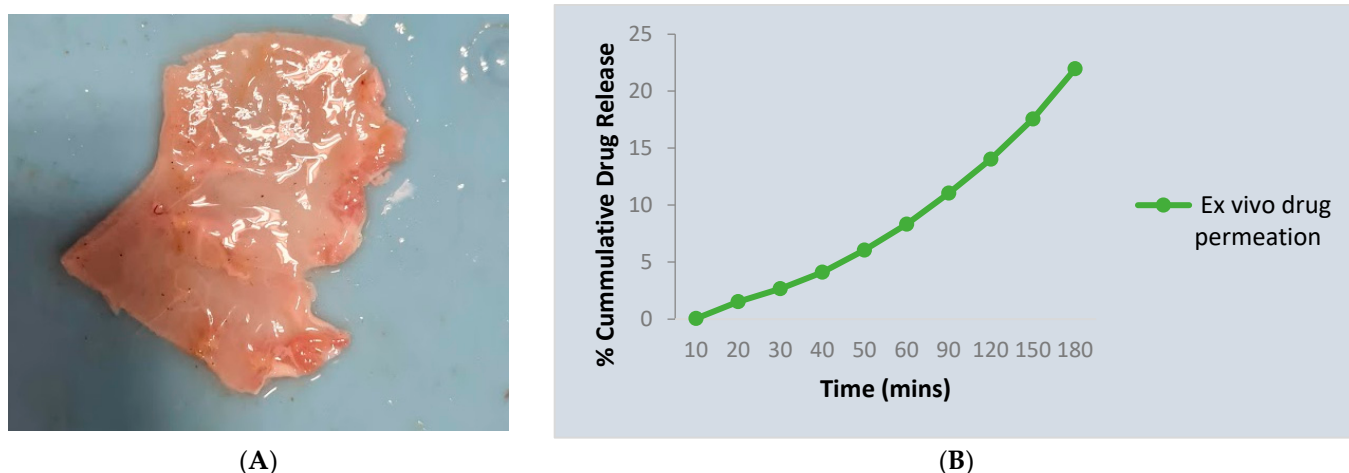 25
20
15
10
5
0
% Cummulative Drug Release
10 20 30 40 50 60 90 120 150 180
Time (mins)
Ex vivo drug
permeation
(A)
(B)